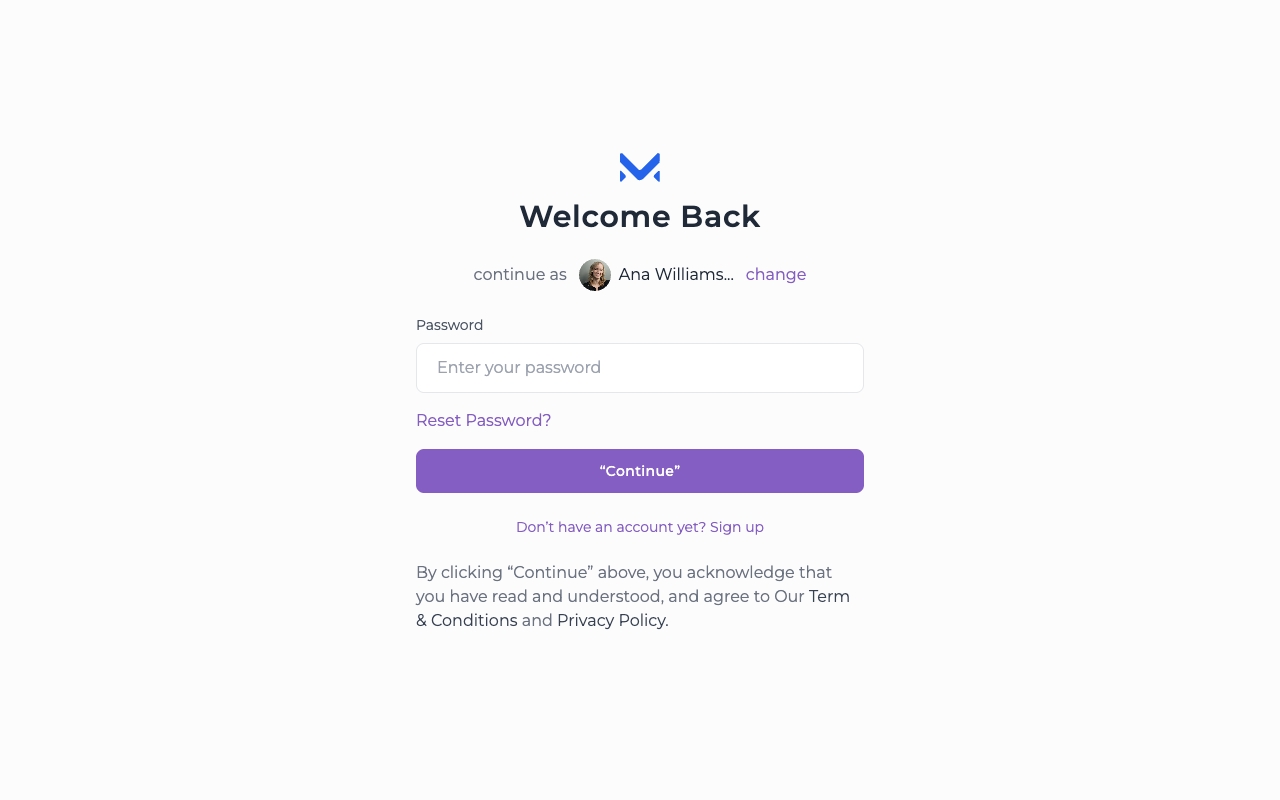 Welcome Back
continue as Ana Williams... change
Password
Enter your password
Reset Password?
“Continue”
Don’t have an account yet? Sign up
By clicking “Continue” above, you acknowledge that
you have read and understood, and agree to Our Term
& Conditions and Privacy Policy.